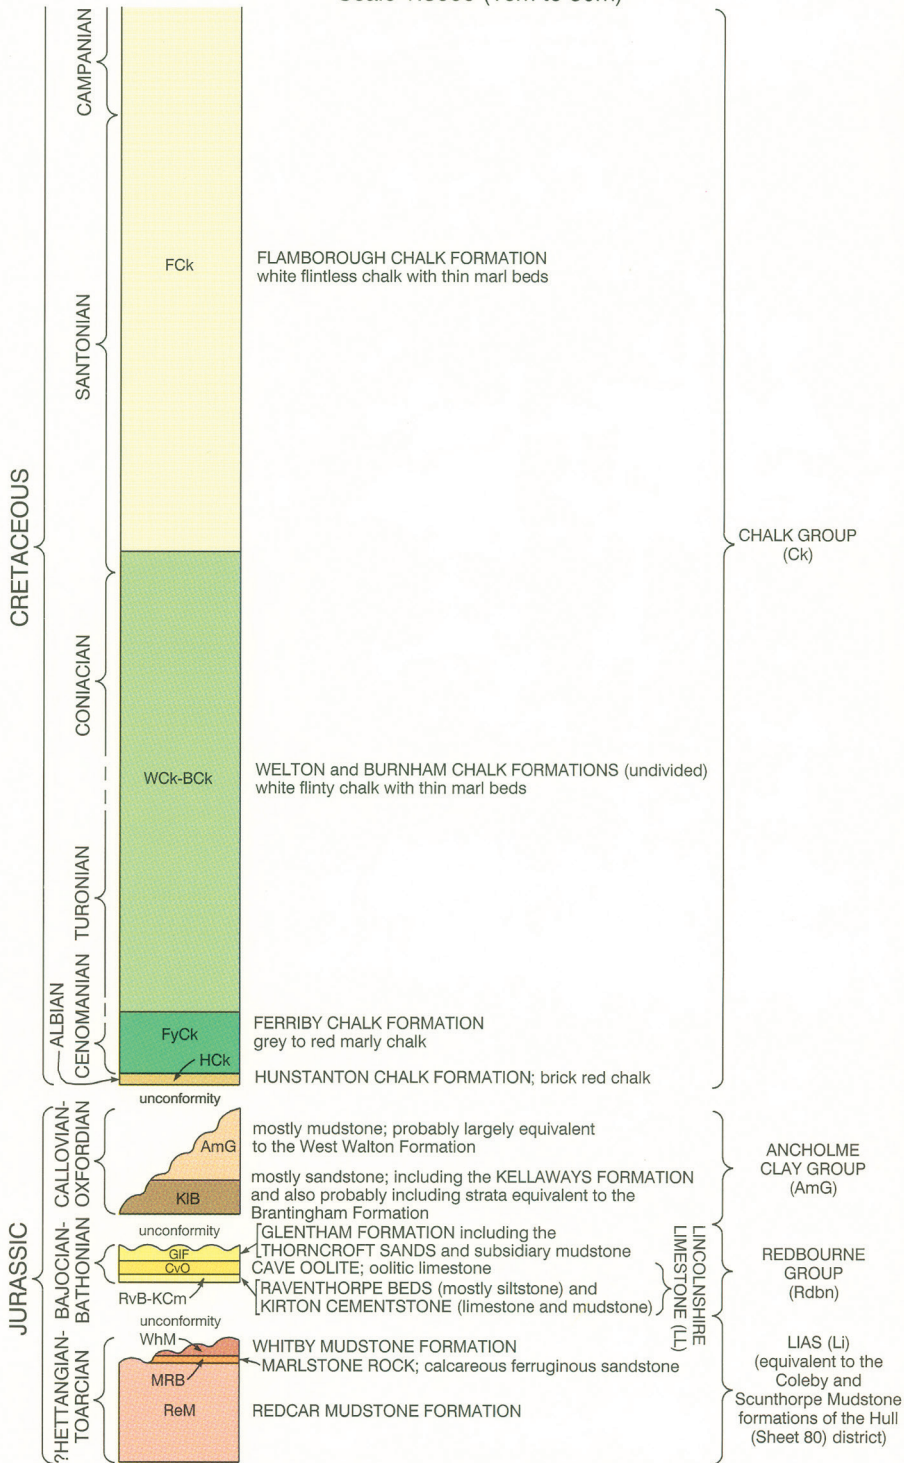 CRETACEOUS
CAMPANIAN
SANTONIAN
CONIACIAN
TURONIAN
CENOMANIAN
ALBIAN
FCk
FLAMBOROUGH CHALK FORMATION
white flintless chalk with thin marl beds
CHALK GROUP
(Ck)
WCk-BCk
WELTON and BURNHAM CHALK FORMATIONS (undivided)
white flinty chalk with thin marl beds
FyCk
FERRIBY CHALK FORMATION
grey to red marly chalk
HCk
HUNSTANTON CHALK FORMATION; brick red chalk
unconformity
JURASSIC
CALLOVIAN-
OXFORDIAN
AmG
mostly mudstone; probably largely equivalent
to the West Walton Formation
KlB
mostly sandstone; including the KELLAWAYS FORMATION
and also probably including strata equivalent to the
Brantingham Formation
ANCHOLME
CLAY GROUP
(AmG)
unconformity
BAJOCIAN-
BATHONIAN
GlF
GLENTHAM FORMATION including the
THORNCROFT SANDS and subsidiary mudstone
CvO
CAVE OOLITE; oolitic limestone
RvB-KCm
RAVENTHORPE BEDS (mostly siltstone) and
KIRTON CEMENTSTONE (limestone and mudstone)
LINCOLNSHIRE
LIMESTONE (LL)
REDBOURNE
GROUP
(Rdbn)
unconformity
?HETTANGIAN-
TOARCIAN
WhM
WHITBY MUDSTONE FORMATION
MRB
MARLSTONE ROCK; calcareous ferruginous sandstone
ReM
REDCAR MUDSTONE FORMATION
LIAS (Li)
(equivalent to the
Coleby and
Scunthorpe Mudstone
formations of the Hull
(Sheet 80) district)